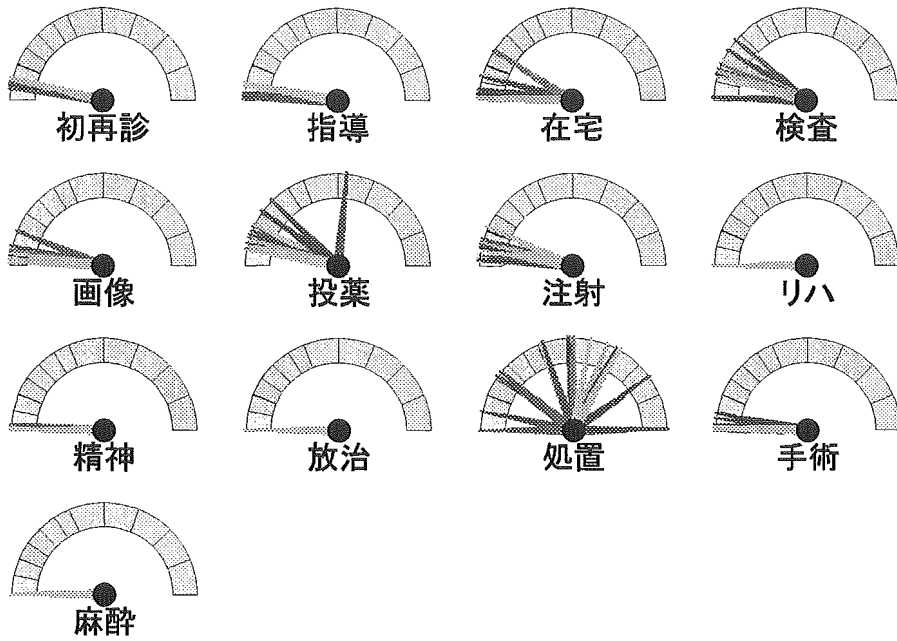 初再診 指導 在宅 検査
画像 投薬 注射 リハ
精神 放治 処置 手術
麻酔